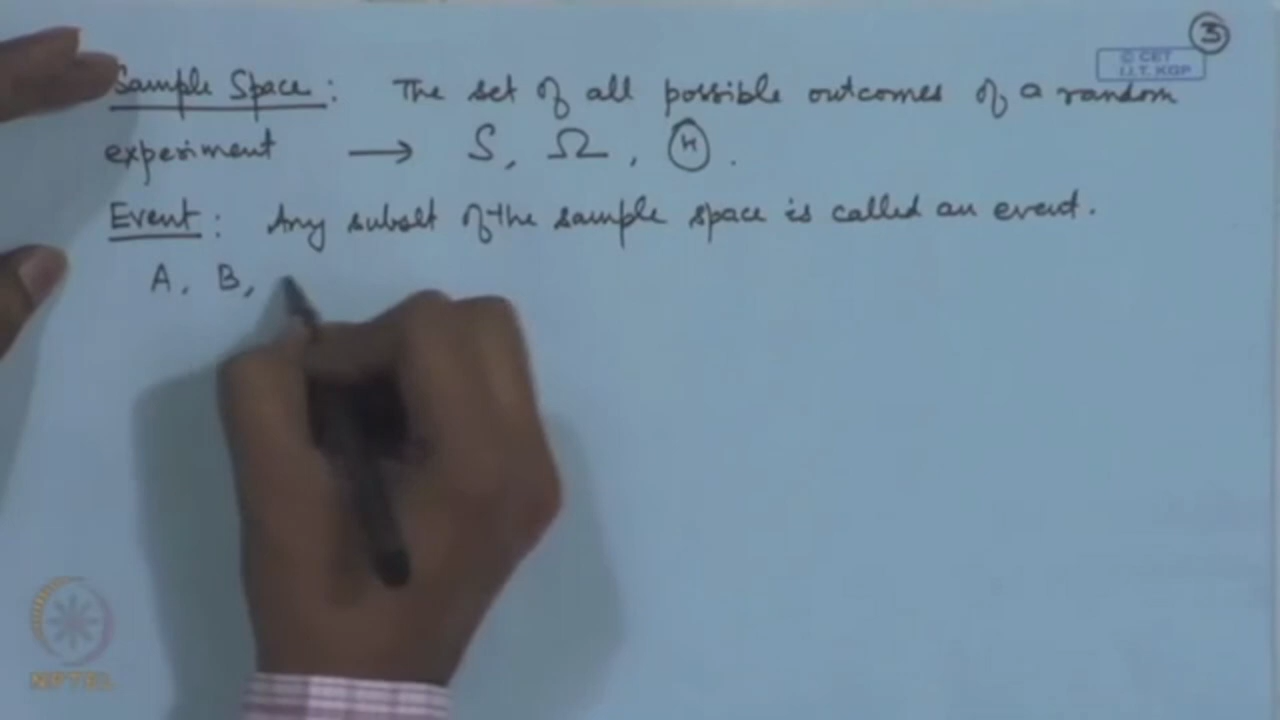 3
© CET
I.I.T. KGP
Sample Space : The set of all possible outcomes of a random
experiment → S, Ω, Ⓗ.
Event : Any subset of the sample space is called an event.
A, B,
NPTEL